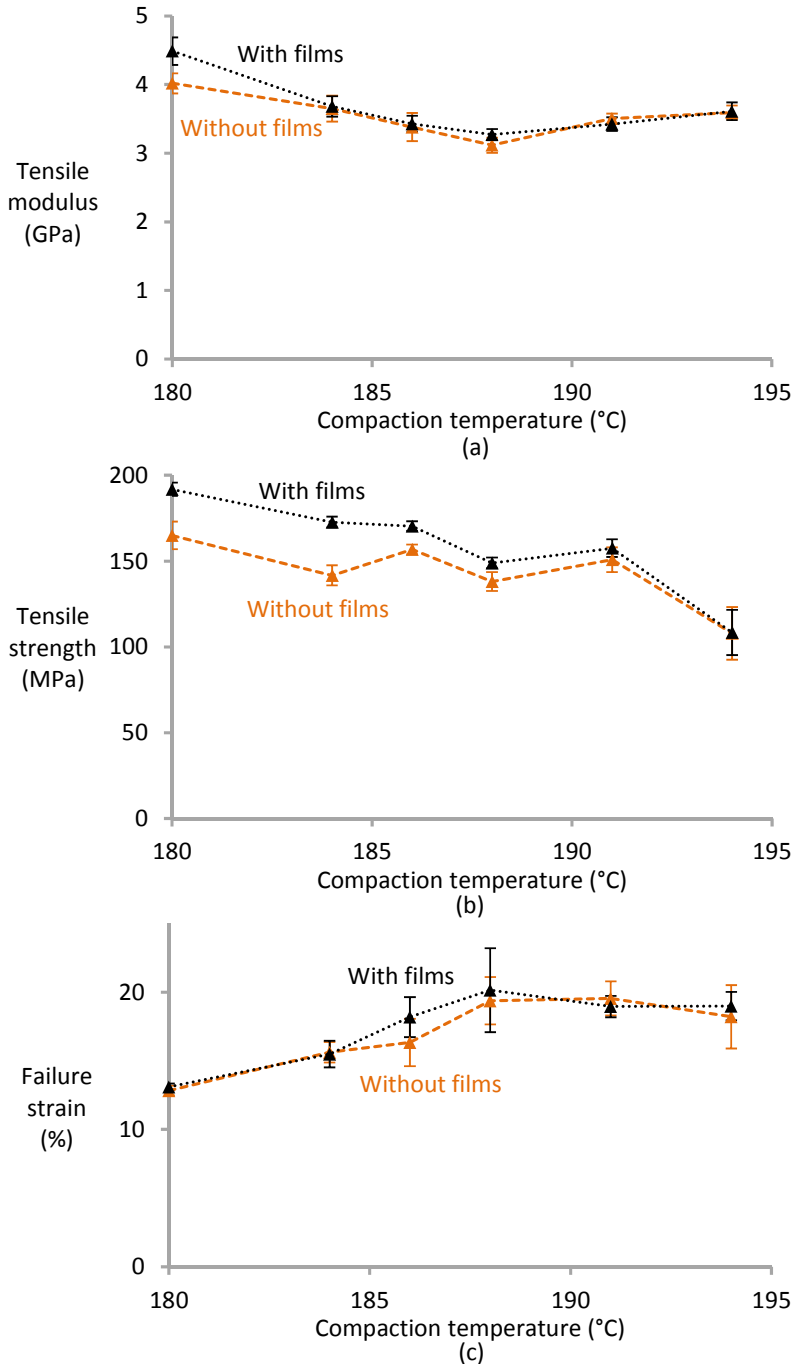 5
4
3
2
1
0
With films
Without films
Tensile
modulus
(GPa)
180
185
190
195
Compaction temperature (°C)
(a)
200
150
100
50
0
With films
Without films
Tensile
strength
(MPa)
180
185
190
195
Compaction temperature (°C)
(b)
20
10
0
With films
Without films
Failure
strain
(%)
180
185
190
195
Compaction temperature (°C)
(c)